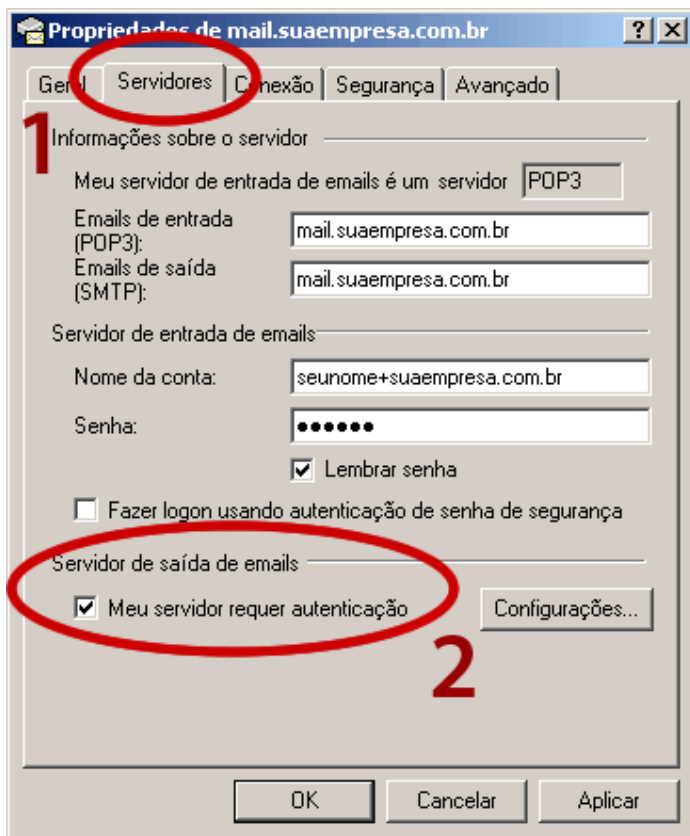 Propriedades de mail.suaempresa.com.br
Geral Servidores Conexão Segurança Avançado
1
Informações sobre o servidor
Meu servidor de entrada de emails é um servidor POP3
Emails de entrada
(POP3): mail.suaempresa.com.br
Emails de saída
(SMTP): mail.suaempresa.com.br
Servidor de entrada de emails
Nome da conta: seunome+suaempresa.com.br
Senha: ●●●●●●
Lembrar senha
Fazer logon usando autenticação de senha de segurança
Servidor de saída de emails
Meu servidor requer autenticação Configurações...
2
OK Cancelar Aplicar